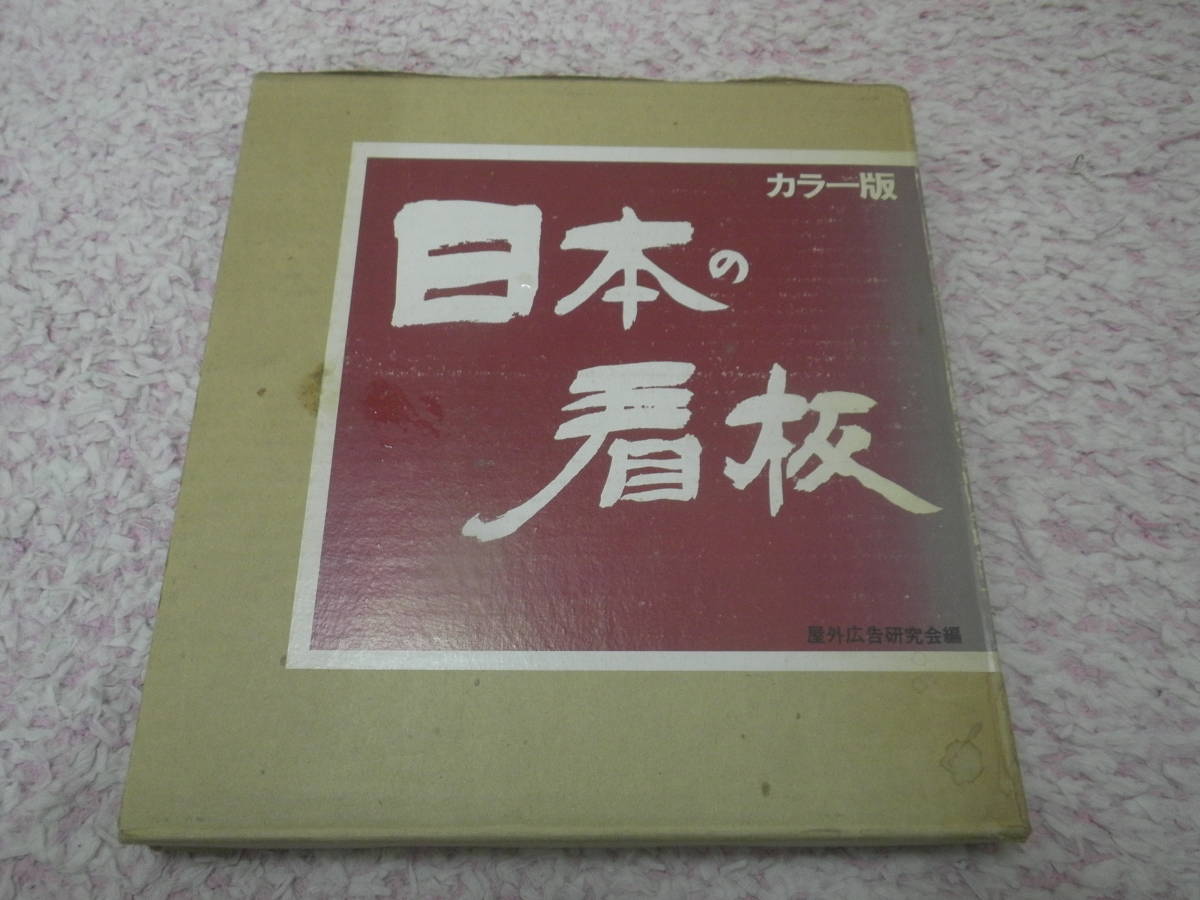 カラー版
日本の
看板
屋外広告研究会編